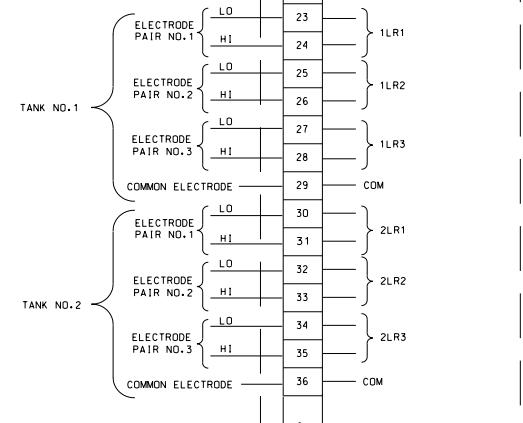 LO 23
ELECTRODE
PAIR NO.1
1LR1
HI 24
LO 25
ELECTRODE
PAIR NO.2
1LR2
HI 26
TANK NO.1
LO 27
ELECTRODE
PAIR NO.3
1LR3
HI 28
COMMON ELECTRODE 29 COM
LO 30
ELECTRODE
PAIR NO.1
2LR1
HI 31
LO 32
ELECTRODE
PAIR NO.2
2LR2
HI 33
TANK NO.2
LO 34
ELECTRODE
PAIR NO.3
2LR3
HI 35
COMMON ELECTRODE 36 COM